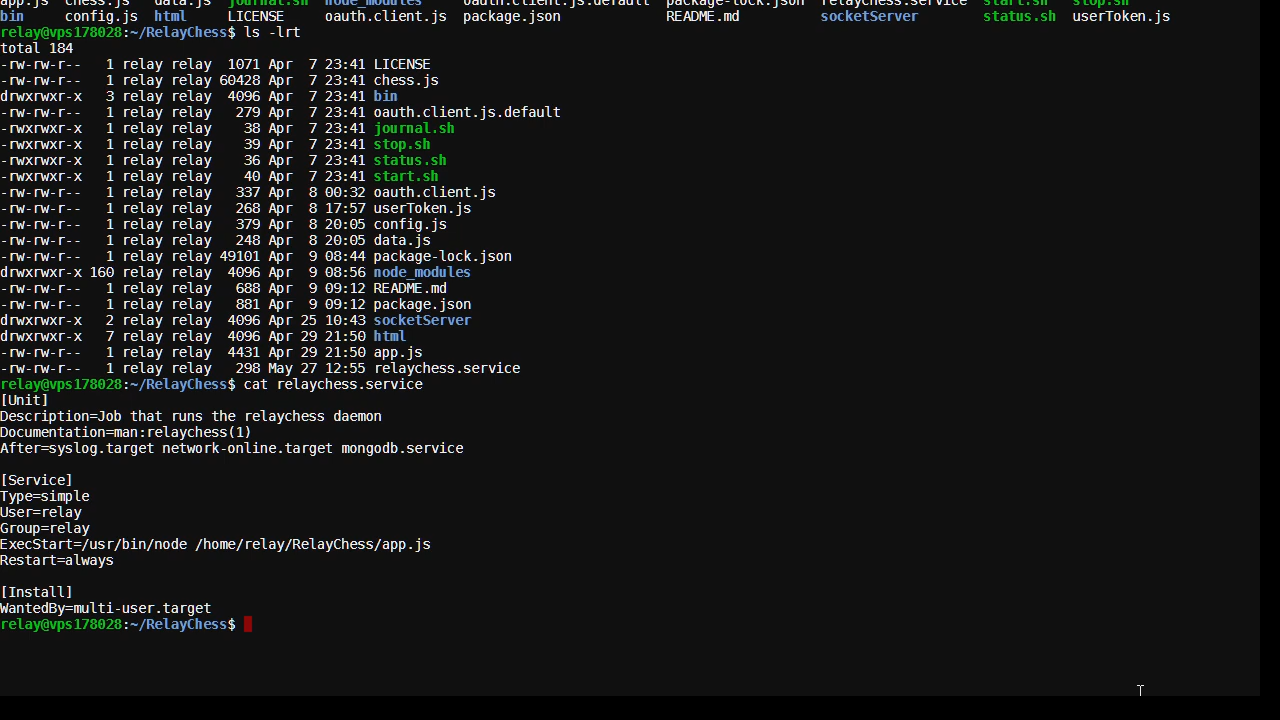 app.js  chess.js   data.js  journal.sh  node_modules     oauth.client.js.default  package-lock.json  relaychess.service  start.sh   stop.sh
bin     config.js  html     LICENSE     oauth.client.js  package.json             README.md          socketServer        status.sh  userToken.js
relay@vps178028:~/RelayChess$ ls -lrt
total 184
-rw-rw-r--   1 relay relay  1071 Apr  7 23:41 LICENSE
-rw-rw-r--   1 relay relay 60428 Apr  7 23:41 chess.js
drwxrwxr-x   3 relay relay  4096 Apr  7 23:41 bin
-rw-rw-r--   1 relay relay   279 Apr  7 23:41 oauth.client.js.default
-rwxrwxr-x   1 relay relay    38 Apr  7 23:41 journal.sh
-rwxrwxr-x   1 relay relay    39 Apr  7 23:41 stop.sh
-rwxrwxr-x   1 relay relay    36 Apr  7 23:41 status.sh
-rwxrwxr-x   1 relay relay    40 Apr  7 23:41 start.sh
-rw-rw-r--   1 relay relay   337 Apr  8 00:32 oauth.client.js
-rw-rw-r--   1 relay relay   268 Apr  8 17:57 userToken.js
-rw-rw-r--   1 relay relay   379 Apr  8 20:05 config.js
-rw-rw-r--   1 relay relay   248 Apr  8 20:05 data.js
-rw-rw-r--   1 relay relay 49101 Apr  9 08:44 package-lock.json
drwxrwxr-x 160 relay relay  4096 Apr  9 08:56 node_modules
-rw-rw-r--   1 relay relay   688 Apr  9 09:12 README.md
-rw-rw-r--   1 relay relay   881 Apr  9 09:12 package.json
drwxrwxr-x   2 relay relay  4096 Apr 25 10:43 socketServer
drwxrwxr-x   7 relay relay  4096 Apr 29 21:50 html
-rw-rw-r--   1 relay relay  4431 Apr 29 21:50 app.js
-rw-rw-r--   1 relay relay   298 May 27 12:55 relaychess.service
relay@vps178028:~/RelayChess$ cat relaychess.service
[Unit]
Description=Job that runs the relaychess daemon
Documentation=man:relaychess(1)
After=syslog.target network-online.target mongodb.service
[Service]
Type=simple
User=relay
Group=relay
ExecStart=/usr/bin/node /home/relay/RelayChess/app.js
Restart=always
[Install]
WantedBy=multi-user.target
relay@vps178028:~/RelayChess$